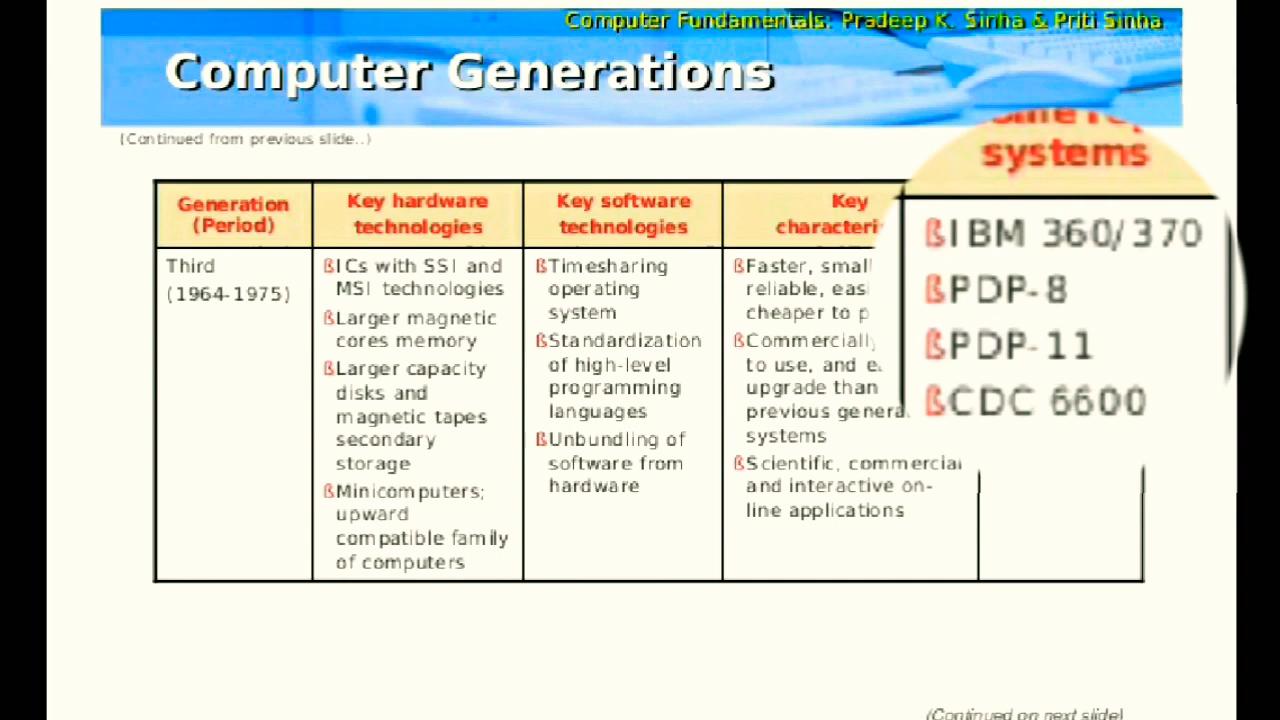 Computer Fundamentals: Pradeep K. Sinha & Priti Sinha
Computer Generations
(Continued from previous slide..)
Generation
(Period)
Key hardware
technologies
Key software
technologies
Key
systems
Third
(1964-1975)
ßICs with SSI and
MSI technologies
ßLarger magnetic
cores memory
ßLarger capacity
disks and
magnetic tapes
secondary
storage
ßMinicomputers;
upward
compatible family
of computers
ßTimesharing
operating
system
ßStandardization
of high-level
programming
languages
ßUnbundling of
software from
hardware
ßFaster,
reliable,
cheaper to
to use, and
upgrade than
previous
systems
ßScientific, commercial
and interactive on-
line applications
ßIBM 360/370
ßPDP-8
ßPDP-11
ßCDC 6600
(Continued on next slide)